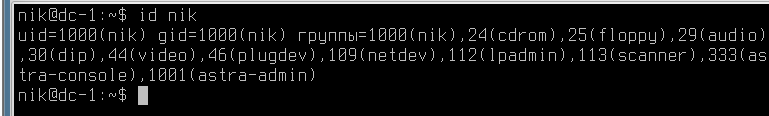 nik@dc-1:~$ id nik
uid=1000(nik) gid=1000(nik) группы=1000(nik),24(cdrom),25(floppy),29(audio)
,30(dip),44(video),46(plugdev),109(netdev),112(lpadmin),113(scanner),333(as
tra-console),1001(astra-admin)
nik@dc-1:~$